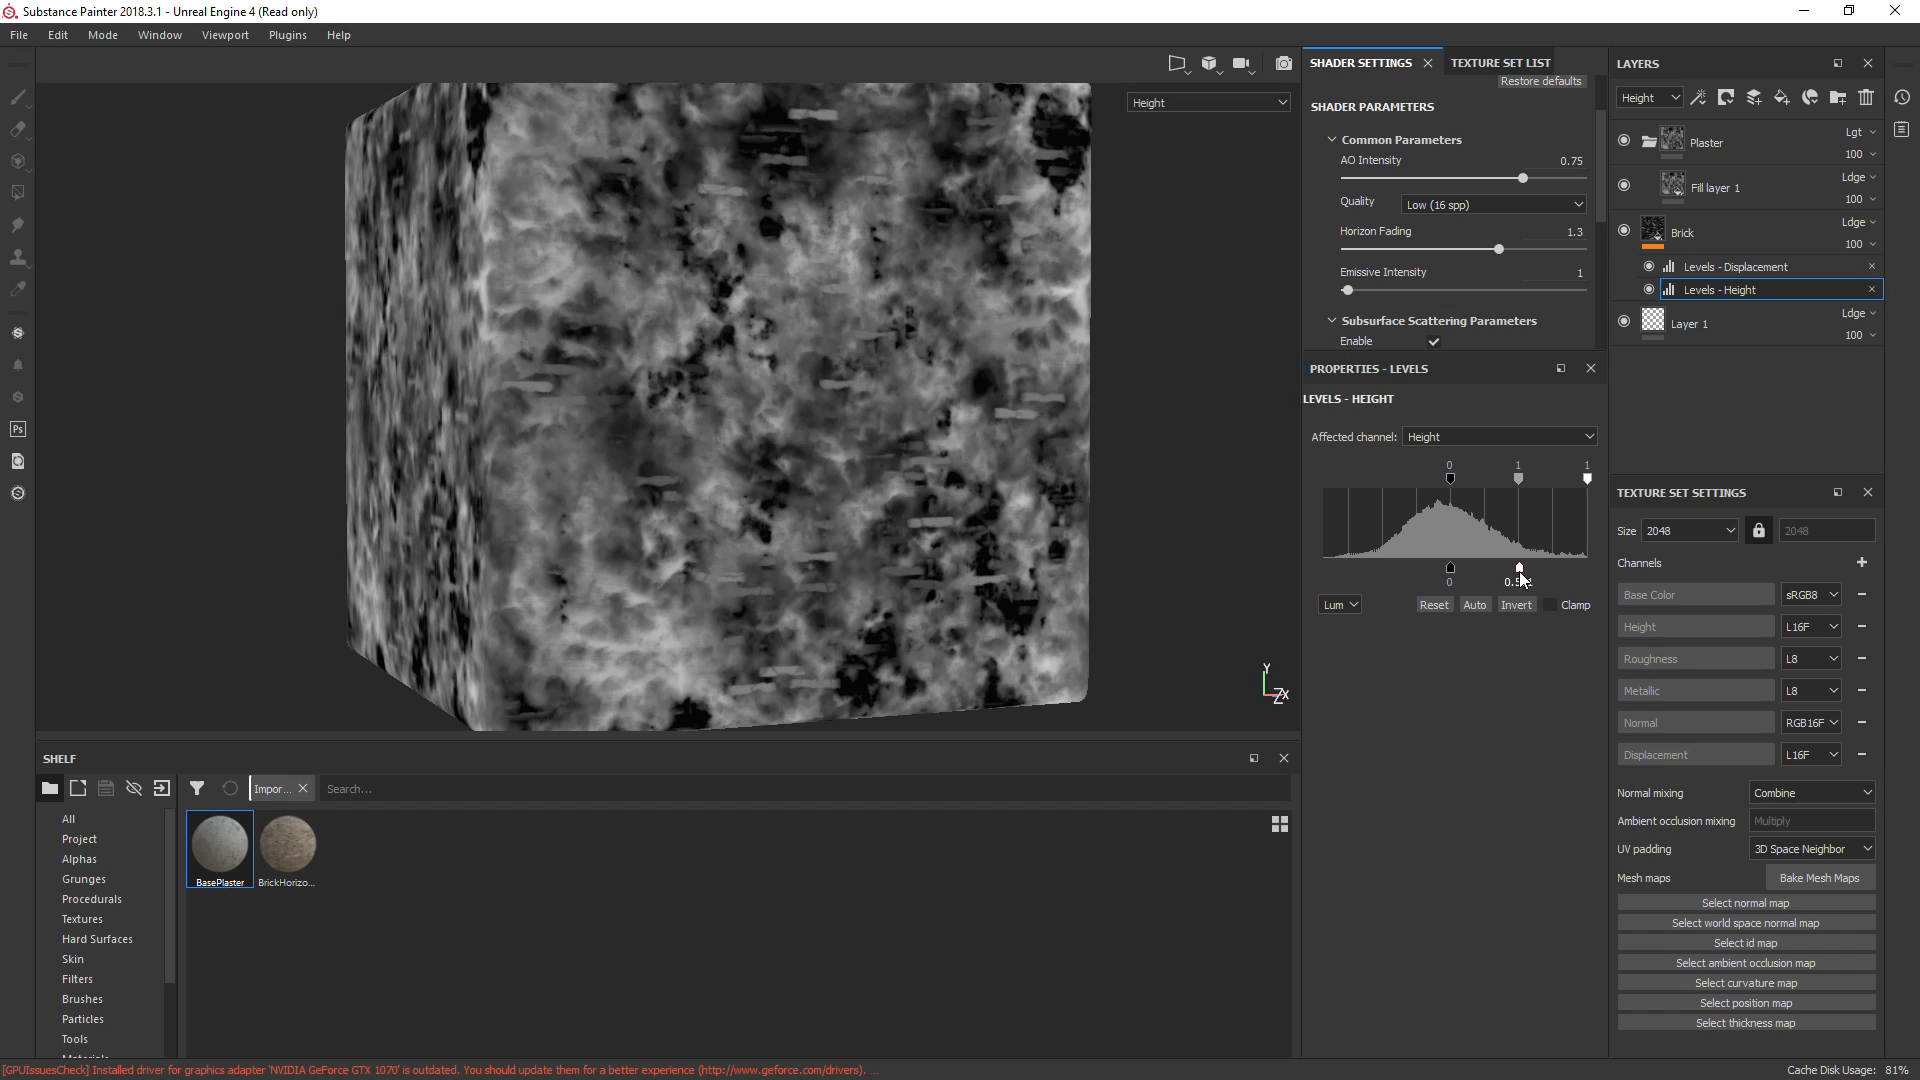 Substance Painter 2018.3.1 - Unreal Engine 4 (Read only)
File Edit Mode Window Viewport Plugins Help
Height
SHADER SETTINGS
TEXTURE SET LIST
Restore defaults
SHADER PARAMETERS
Common Parameters
AO Intensity 0.75
Quality Low (16 spp)
Horizon Fading 1.3
Emissive Intensity 1
Subsurface Scattering Parameters
Enable
PROPERTIES - LEVELS
LEVELS - HEIGHT
Affected channel: Height
0 1 1
0
Lum Reset Auto Invert Clamp
LAYERS
Height
Plaster Lgt 100
Fill layer 1 Ldge 100
Brick Ldge 100
Levels - Displacement
Levels - Height
Layer 1 Ldge 100
TEXTURE SET SETTINGS
Size 2048 2048
Channels
Base Color sRGB8
Height L16F
Roughness L8
Metallic L8
Normal RGB16F
Displacement L16F
Normal mixing Combine
Ambient occlusion mixing Multiply
UV padding 3D Space Neighbor
Mesh maps Bake Mesh Maps
Select normal map
Select world space normal map
Select id map
Select ambient occlusion map
Select curvature map
Select position map
Select thickness map
Y
Z X
Ps
SHELF
Impor... Search...
All
Project
Alphas
Grunges
Procedurals
Textures
Hard Surfaces
Skin
Filters
Brushes
Particles
Tools
BasePlaster BrickHorizo...
[GPUIssuesCheck] Installed driver for graphics adapter 'NVIDIA GeForce GTX 1070' is outdated. You should update them for a better experience (http://www.geforce.com/drivers). ...
Cache Disk Usage: 81%